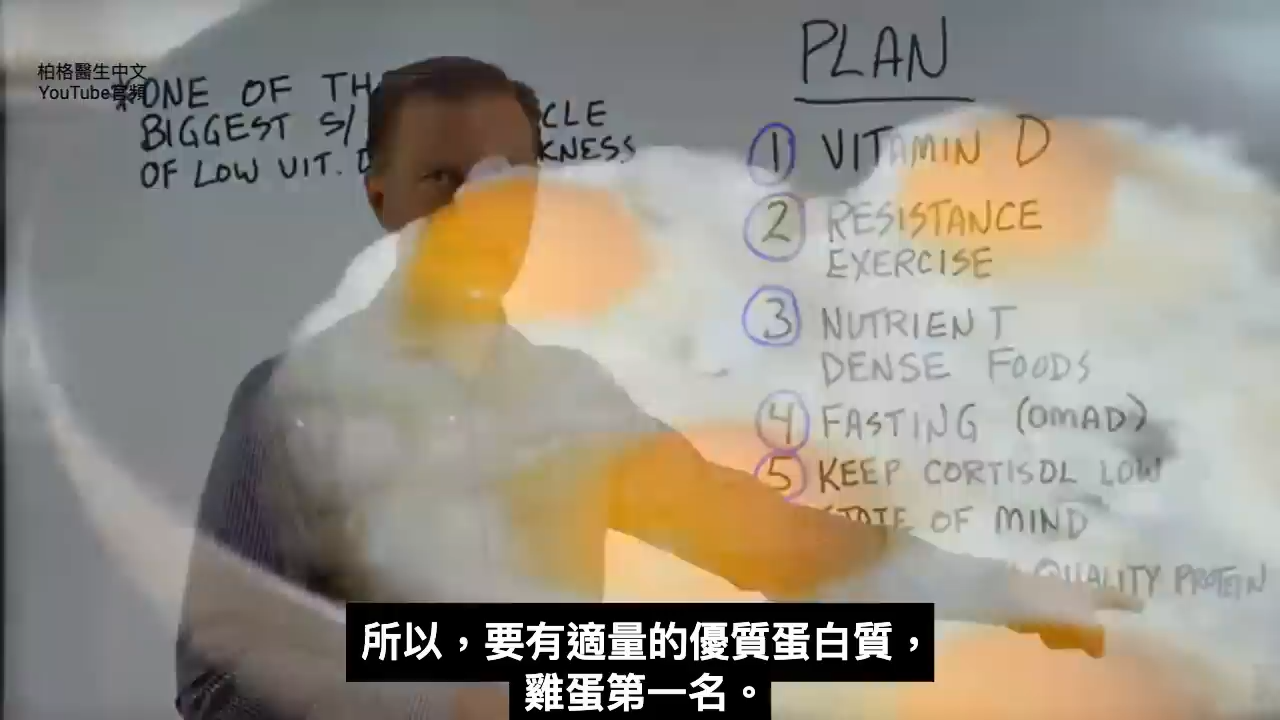 柏格醫生中文
YouTube官頻
*ONE OF TH
BIGGEST S/ CLE
OF LOW VIT. D KNESS
PLAN
1 VITAMIN D
2 RESISTANCE
EXERCISE
3 NUTRIENT
DENSE FOODS
4 FASTING (OMAD)
5 KEEP CORTISOL LOW
STATE OF MIND
QUALITY PROTEIN
所以，要有適量的優質蛋白質，
雞蛋第一名。